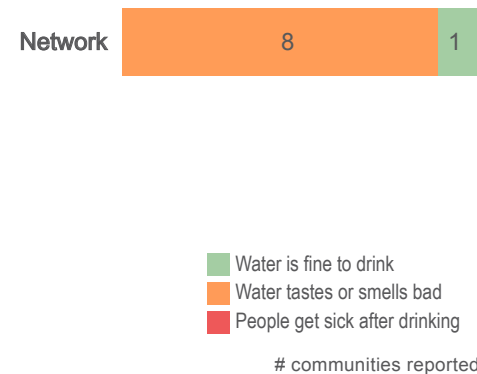 Network 8 1
Water is fine to drink
Water tastes or smells bad
People get sick after drinking
# communities reported